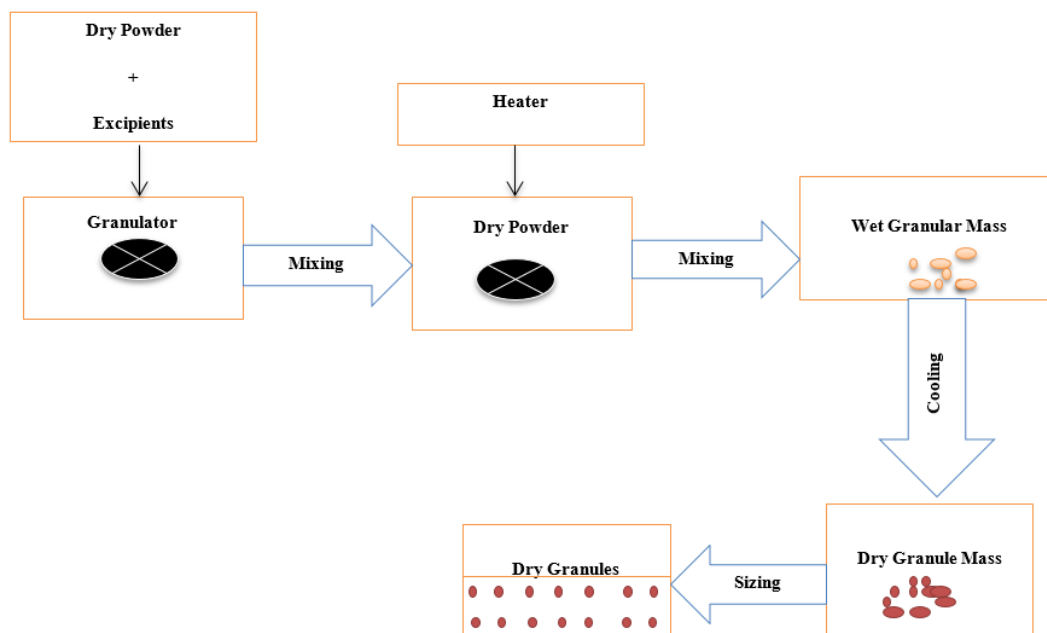 Dry Powder
+
Excipients
Heater
Granulator
Mixing
Dry Powder
Mixing
Wet Granular Mass
Cooling
Dry Granule Mass
Sizing
Dry Granules